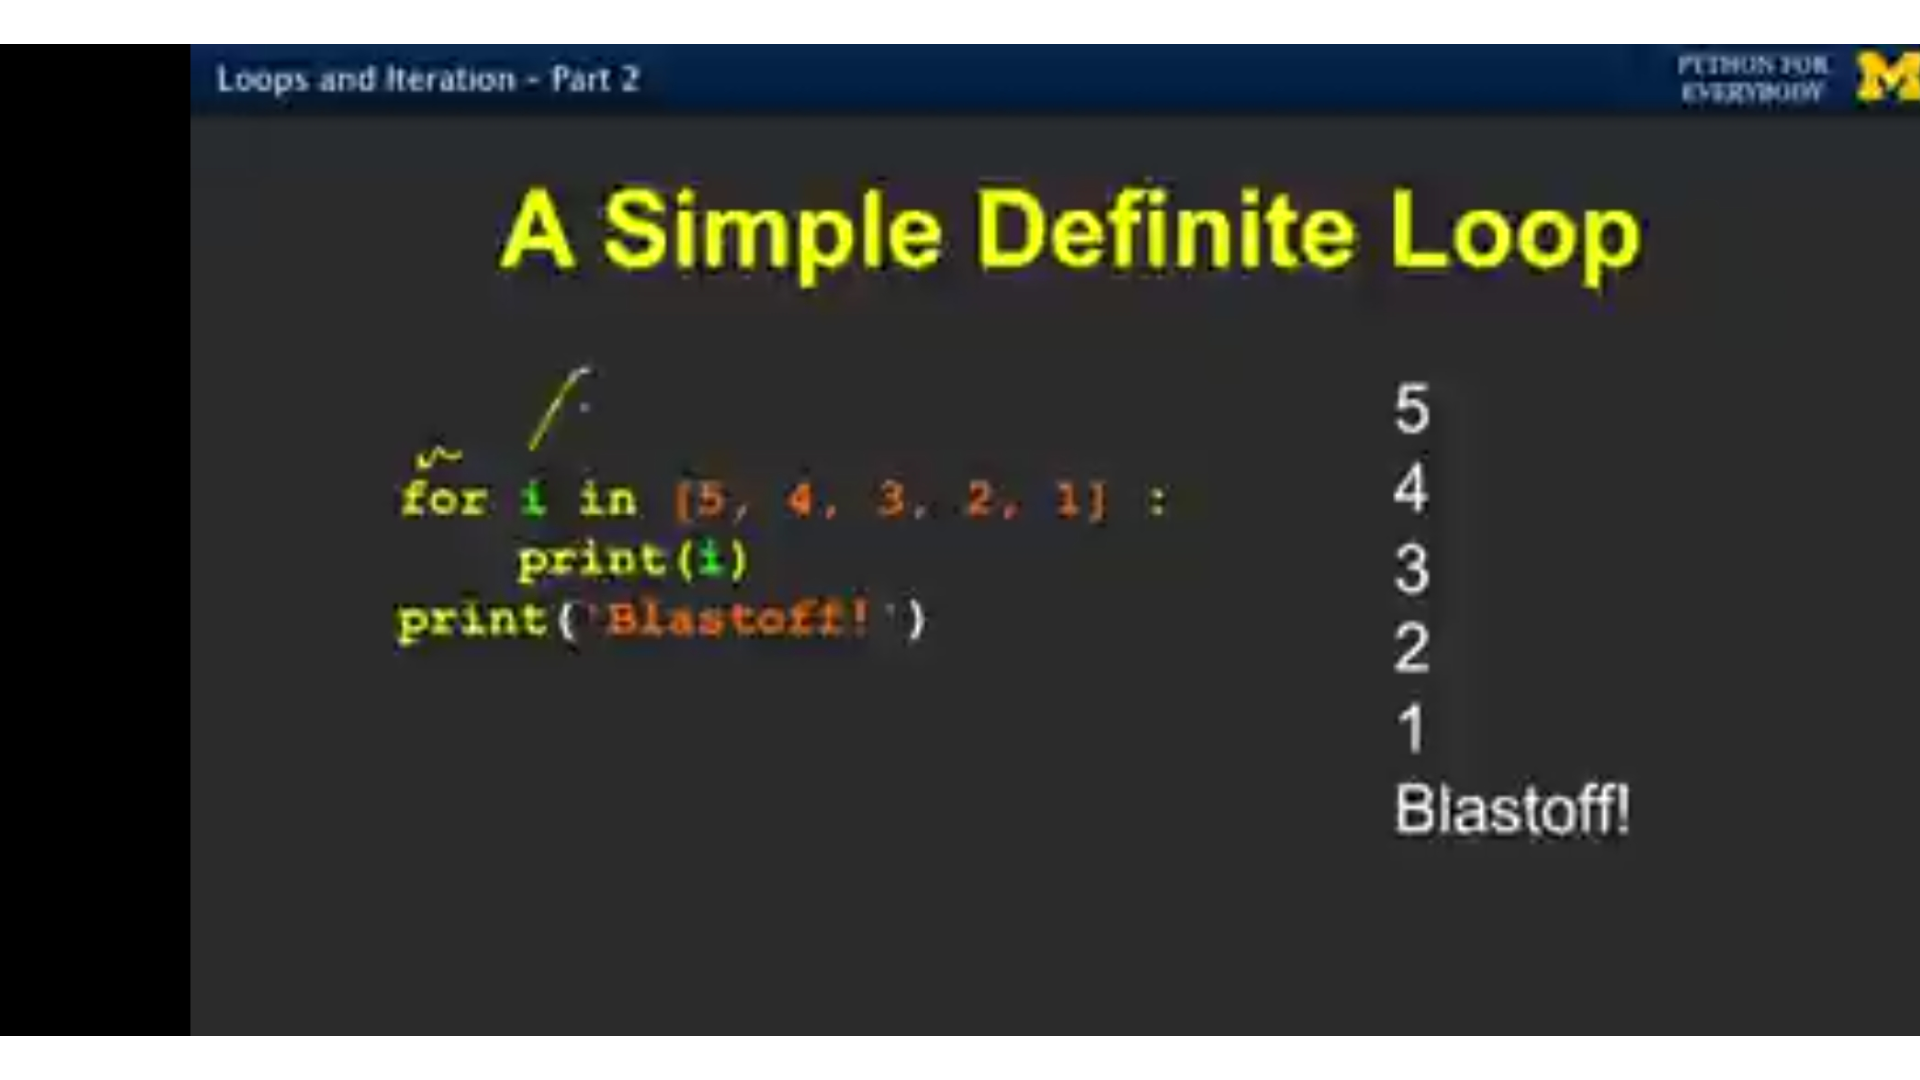 Loops and Iteration - Part 2
PYTHON FOR
EVERYBODY
M
A Simple Definite Loop
for i in [5, 4, 3, 2, 1] :
    print(i)
print('Blastoff!')
5
4
3
2
1
Blastoff!